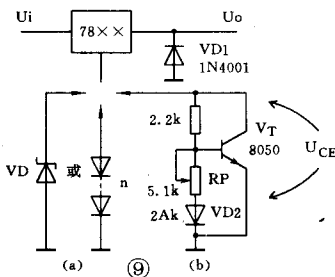 Ui 78×× Uo
VD1
1N4001
2.2k
VT
8050
UCE
VD 或 n
5.1k RP
2Ak VD2
(a) ⑨ (b)